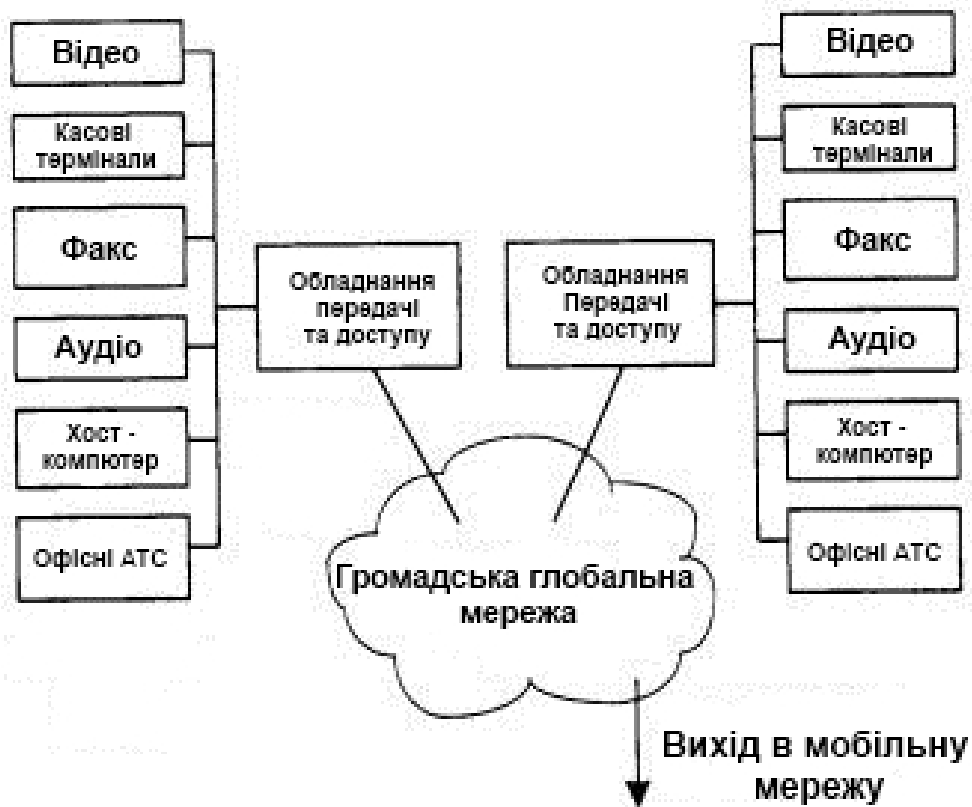 Відео
Касові
термінали
Факс
Аудіо
Хост -
компютер
Офісні АТС
Обладнання
передачі
та доступу
Обладнання
Передачі
та доступу
Відео
Касові
термінали
Факс
Аудіо
Хост -
компютер
Офісні АТС
Громадська глобальна
мережа
Вихід в мобільну
мережу